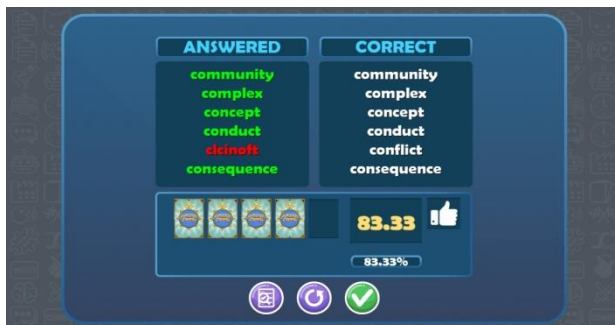 ANSWERED CORRECT
community community
complex complex
concept concept
conduct conduct
clcinoft conflict
consequence consequence
83.33
83.33%